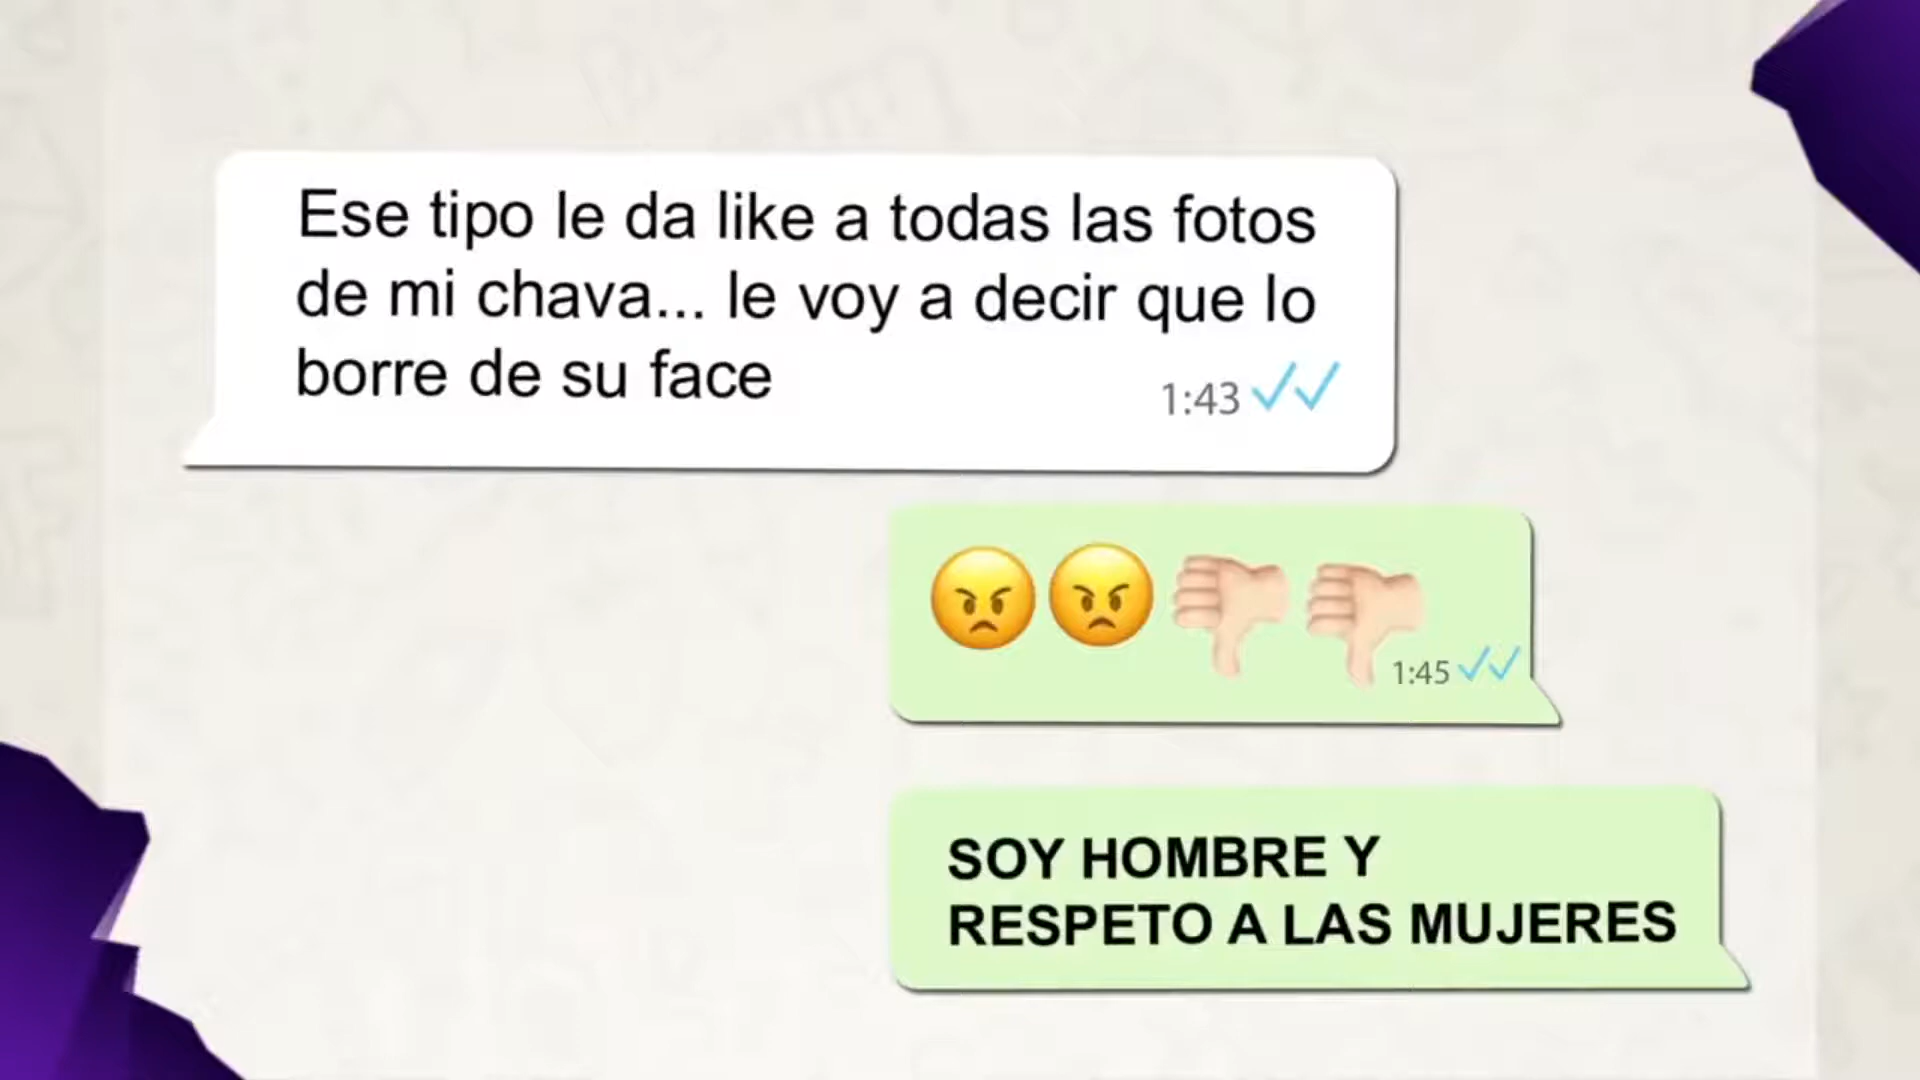 Ese tipo le da like a todas las fotos
de mi chava... le voy a decir que lo
borre de su face
1:43
😠😠👎🏻👎🏻
1:45
SOY HOMBRE Y
RESPETO A LAS MUJERES